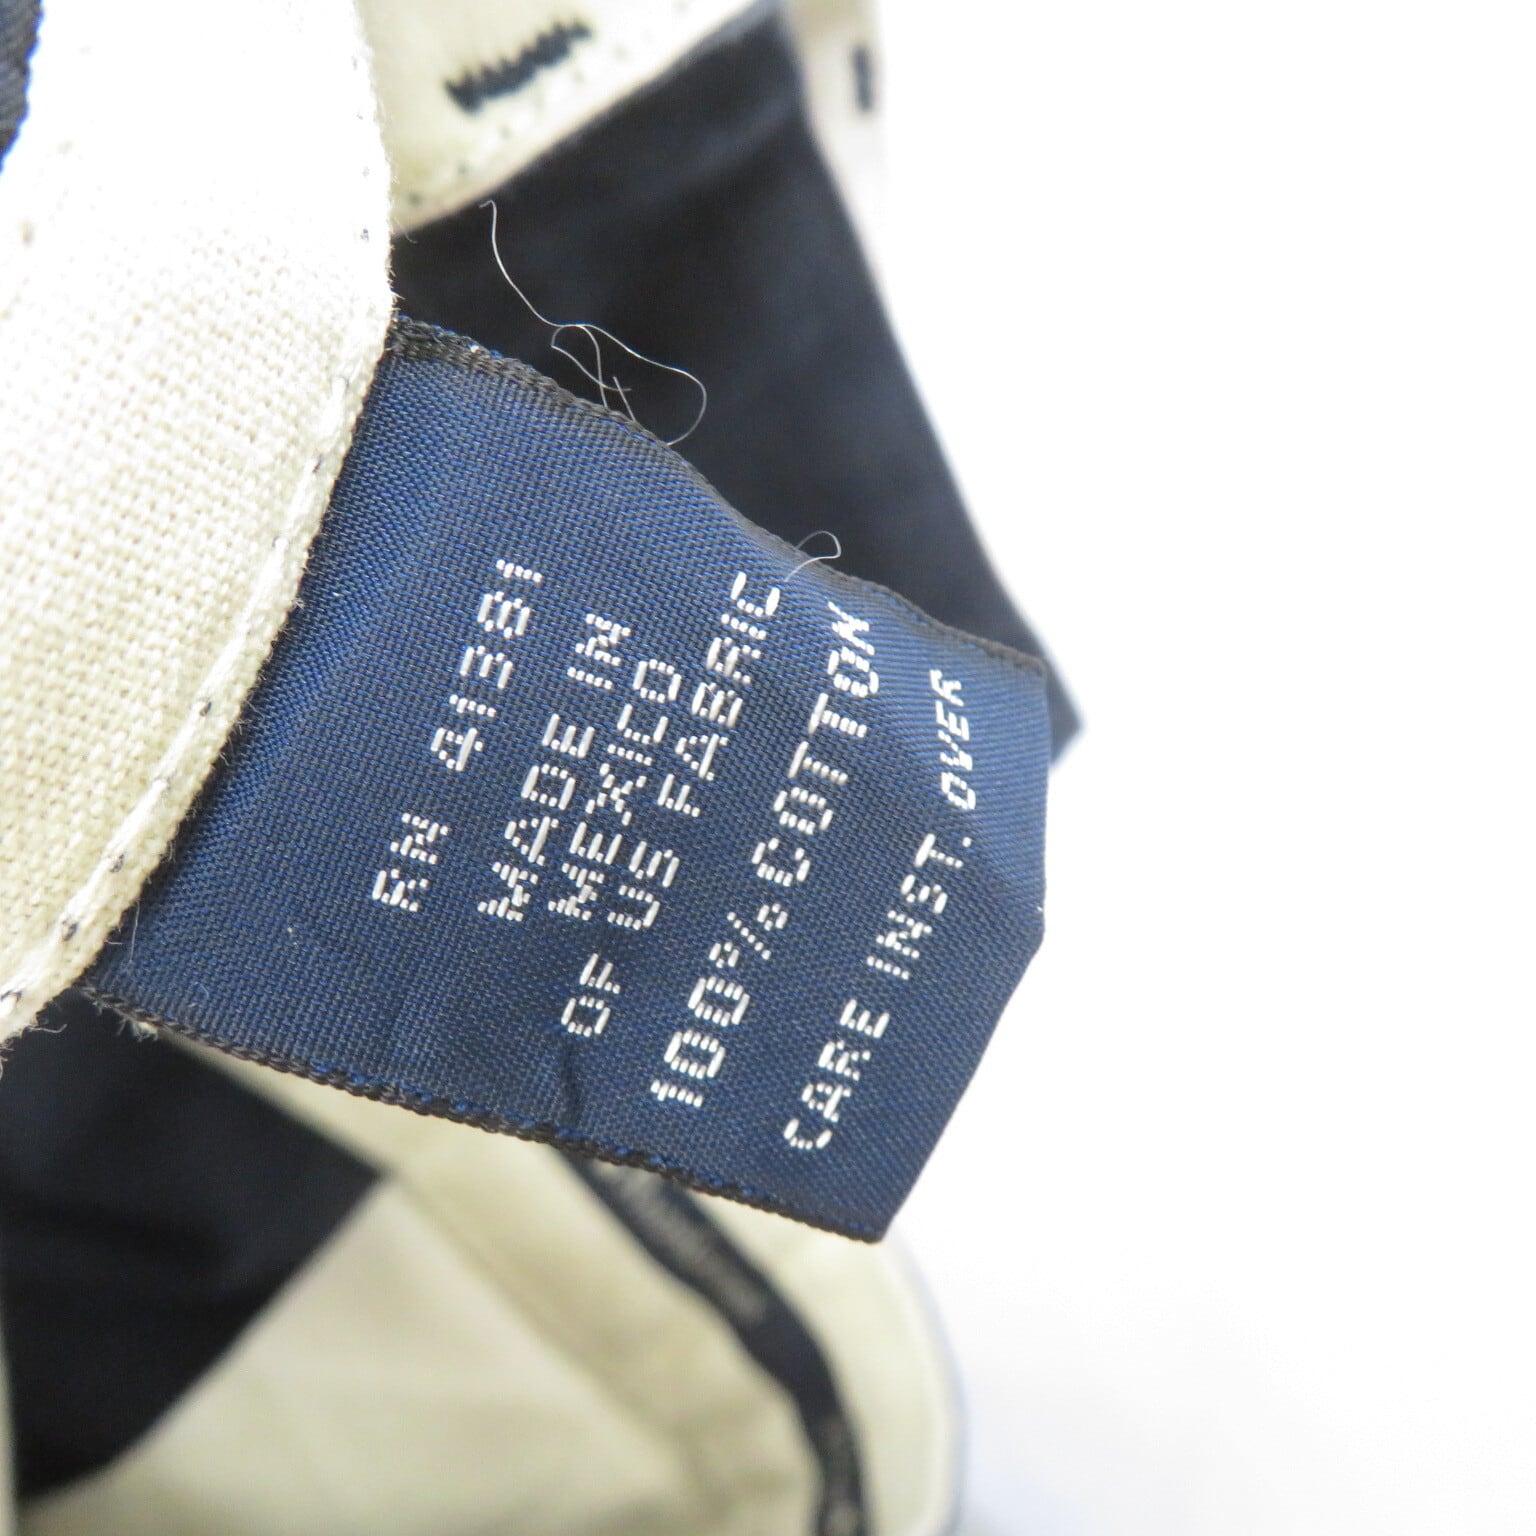 RN 41381
MADE IN
MEXICO
OF US FABRIC
100% COTTON
CARE INST. OVER